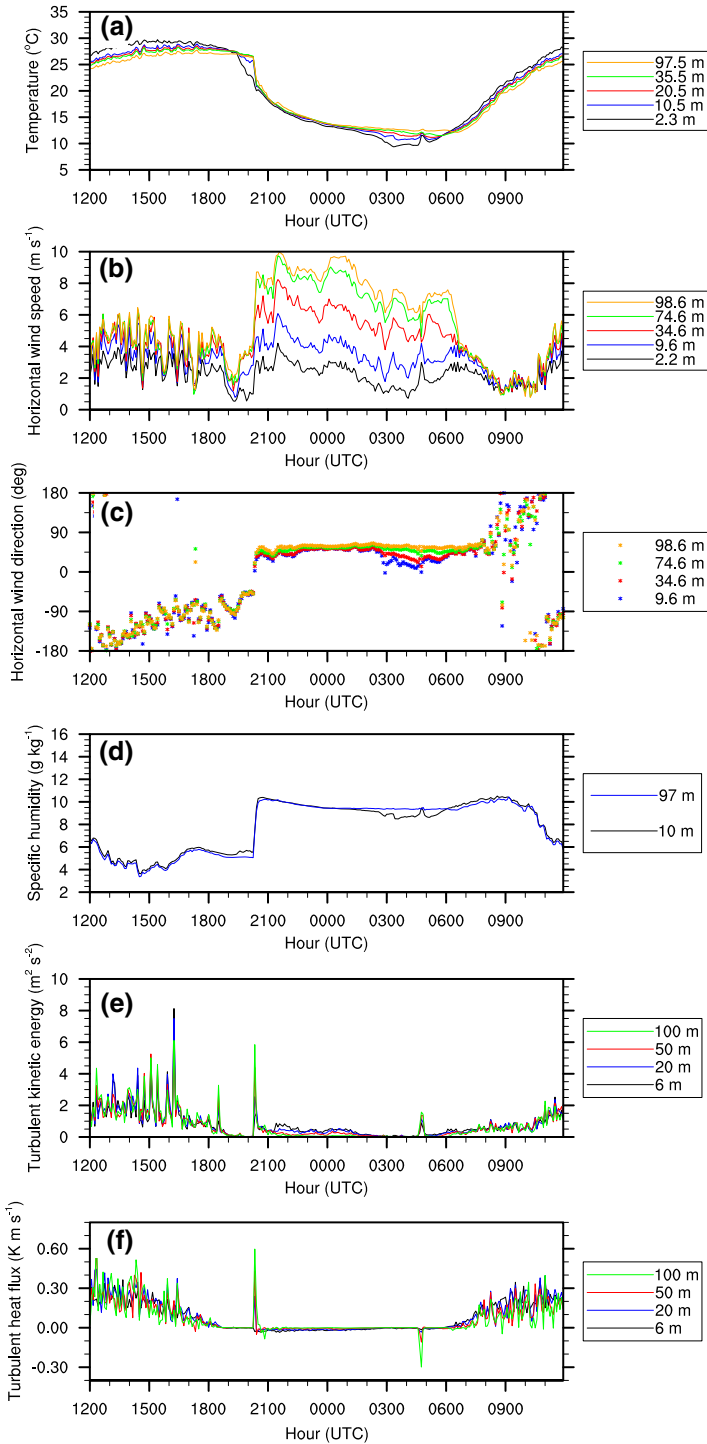 (a)
Temperature (°C)
35
30
25
20
15
10
5
1200 1500 1800 2100 0000 0300 0600 0900
Hour (UTC)
97.5 m
35.5 m
20.5 m
10.5 m
2.3 m
(b)
Horizontal wind speed (m s⁻¹)
10
8
6
4
2
0
1200 1500 1800 2100 0000 0300 0600 0900
Hour (UTC)
98.6 m
74.6 m
34.6 m
9.6 m
2.2 m
(c)
Horizontal wind direction (deg)
180
90
0
-90
-180
1200 1500 1800 2100 0000 0300 0600 0900
Hour (UTC)
98.6 m
74.6 m
34.6 m
9.6 m
(d)
Specific humidity (g kg⁻¹)
16
14
12
10
8
6
4
2
1200 1500 1800 2100 0000 0300 0600 0900
Hour (UTC)
97 m
10 m
(e)
Turbulent kinetic energy (m² s⁻²)
10
8
6
4
2
0
1200 1500 1800 2100 0000 0300 0600 0900
Hour (UTC)
100 m
50 m
20 m
6 m
(f)
Turbulent heat flux (K m s⁻¹)
0.60
0.30
0.00
-0.30
1200 1500 1800 2100 0000 0300 0600 0900
Hour (UTC)
100 m
50 m
20 m
6 m